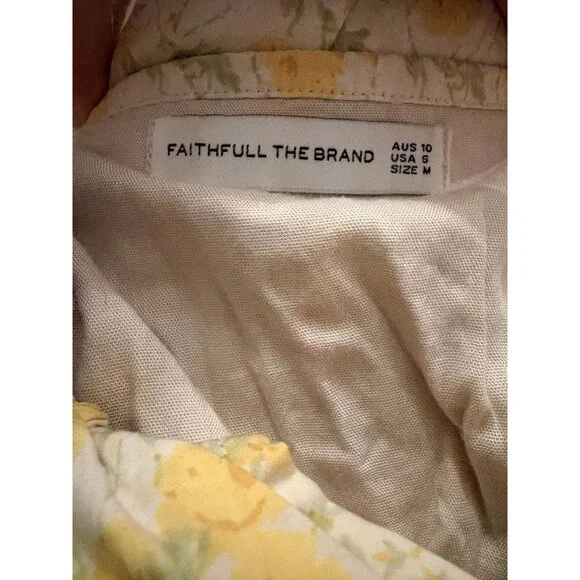 FAITHFULL THE BRAND
AUS 10
USA 6
SIZE M